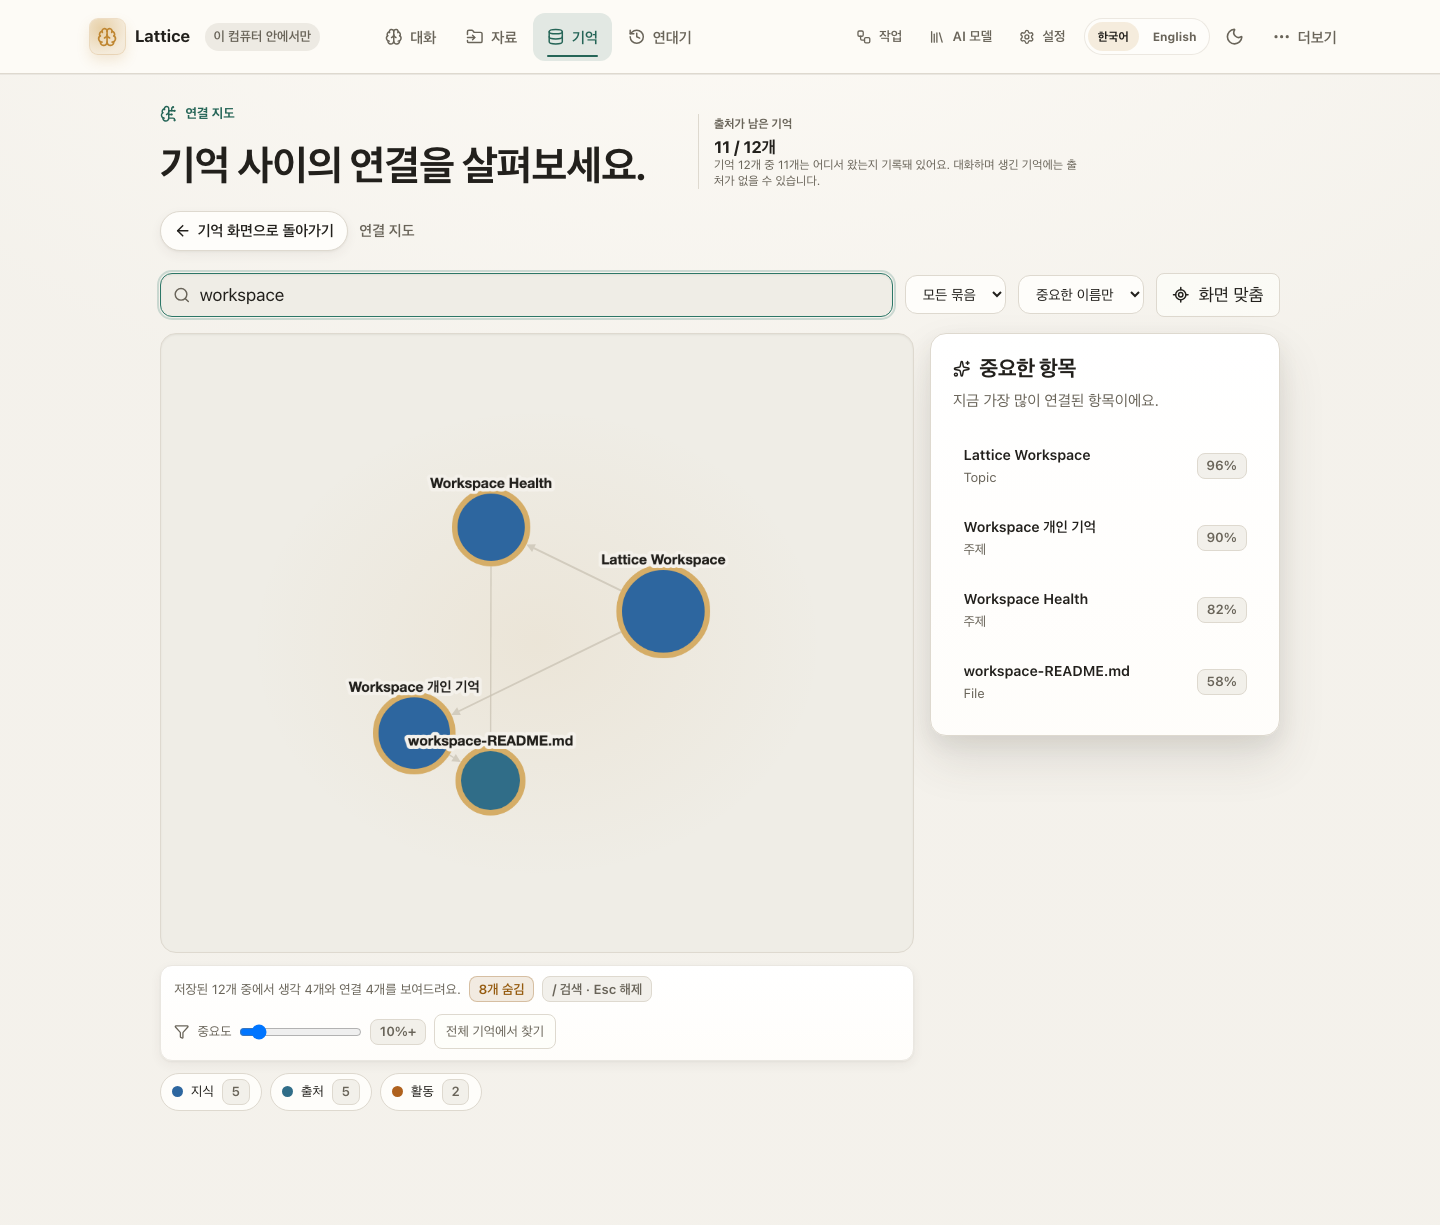 Lattice
이 컴퓨터 안에서만
대화
자료
기억
연대기
작업
AI 모델
설정
한국어
English
더보기
연결 지도
기억 사이의 연결을 살펴보세요.
출처가 남은 기억
11 / 12개
기억 12개 중 11개는 어디서 왔는지 기록돼 있어요. 대화하며 생긴 기억에는 출
처가 없을 수 있습니다.
기억 화면으로 돌아가기
연결 지도
workspace
모든 묶음
중요한 이름만
화면 맞춤
Workspace Health
Lattice Workspace
Workspace 개인 기억
workspace-README.md
중요한 항목
지금 가장 많이 연결된 항목이에요.
Lattice Workspace
Topic
96%
Workspace 개인 기억
주제
90%
Workspace Health
주제
82%
workspace-README.md
File
58%
저장된 12개 중에서 생각 4개와 연결 4개를 보여드려요.
8개 숨김
/ 검색 · Esc 해제
중요도
10%+
전체 기억에서 찾기
지식 5
출처 5
활동 2